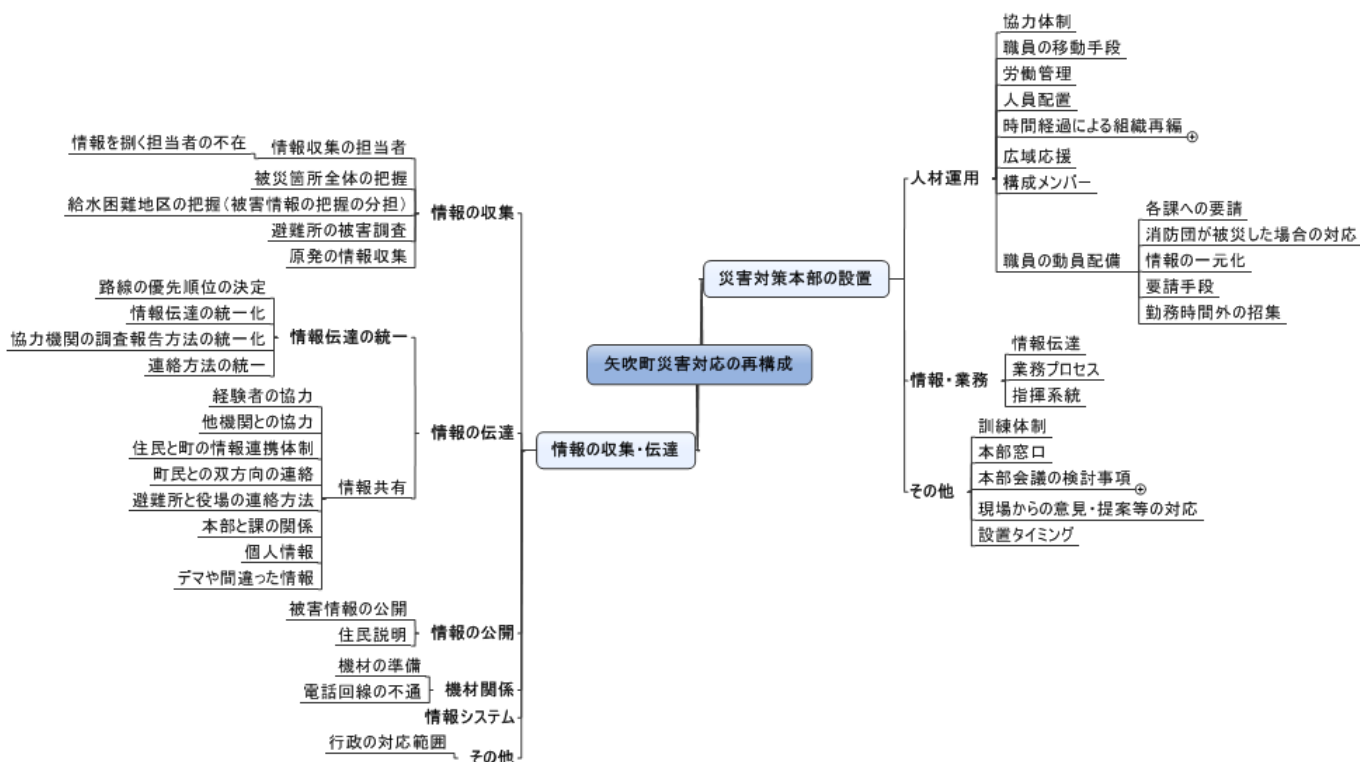 矢吹町災害対応の再構成
災害対策本部の設置
人材運用
協力体制
職員の移動手段
労働管理
人員配置
時間経過による組織再編
広域応援
構成メンバー
職員の動員配備
各課への要請
消防団が被災した場合の対応
情報の一元化
要請手段
勤務時間外の招集
情報・業務
情報伝達
業務プロセス
指揮系統
その他
訓練体制
本部窓口
本部会議の検討事項
現場からの意見・提案等の対応
設置タイミング
情報の収集・伝達
情報の収集
情報収集の担当者
情報を捌く担当者の不在
被災箇所全体の把握
給水困難地区の把握（被害情報の把握の分担）
避難所の被害調査
原発の情報収集
情報の伝達
情報伝達の統一
路線の優先順位の決定
情報伝達の統一化
協力機関の調査報告方法の統一化
連絡方法の統一
情報共有
経験者の協力
他機関との協力
住民と町の情報連携体制
町民との双方向の連絡
避難所と役場の連絡方法
本部と課の関係
個人情報
デマや間違った情報
情報の公開
被害情報の公開
住民説明
機材関係
機材の準備
電話回線の不通
情報システム
その他
行政の対応範囲